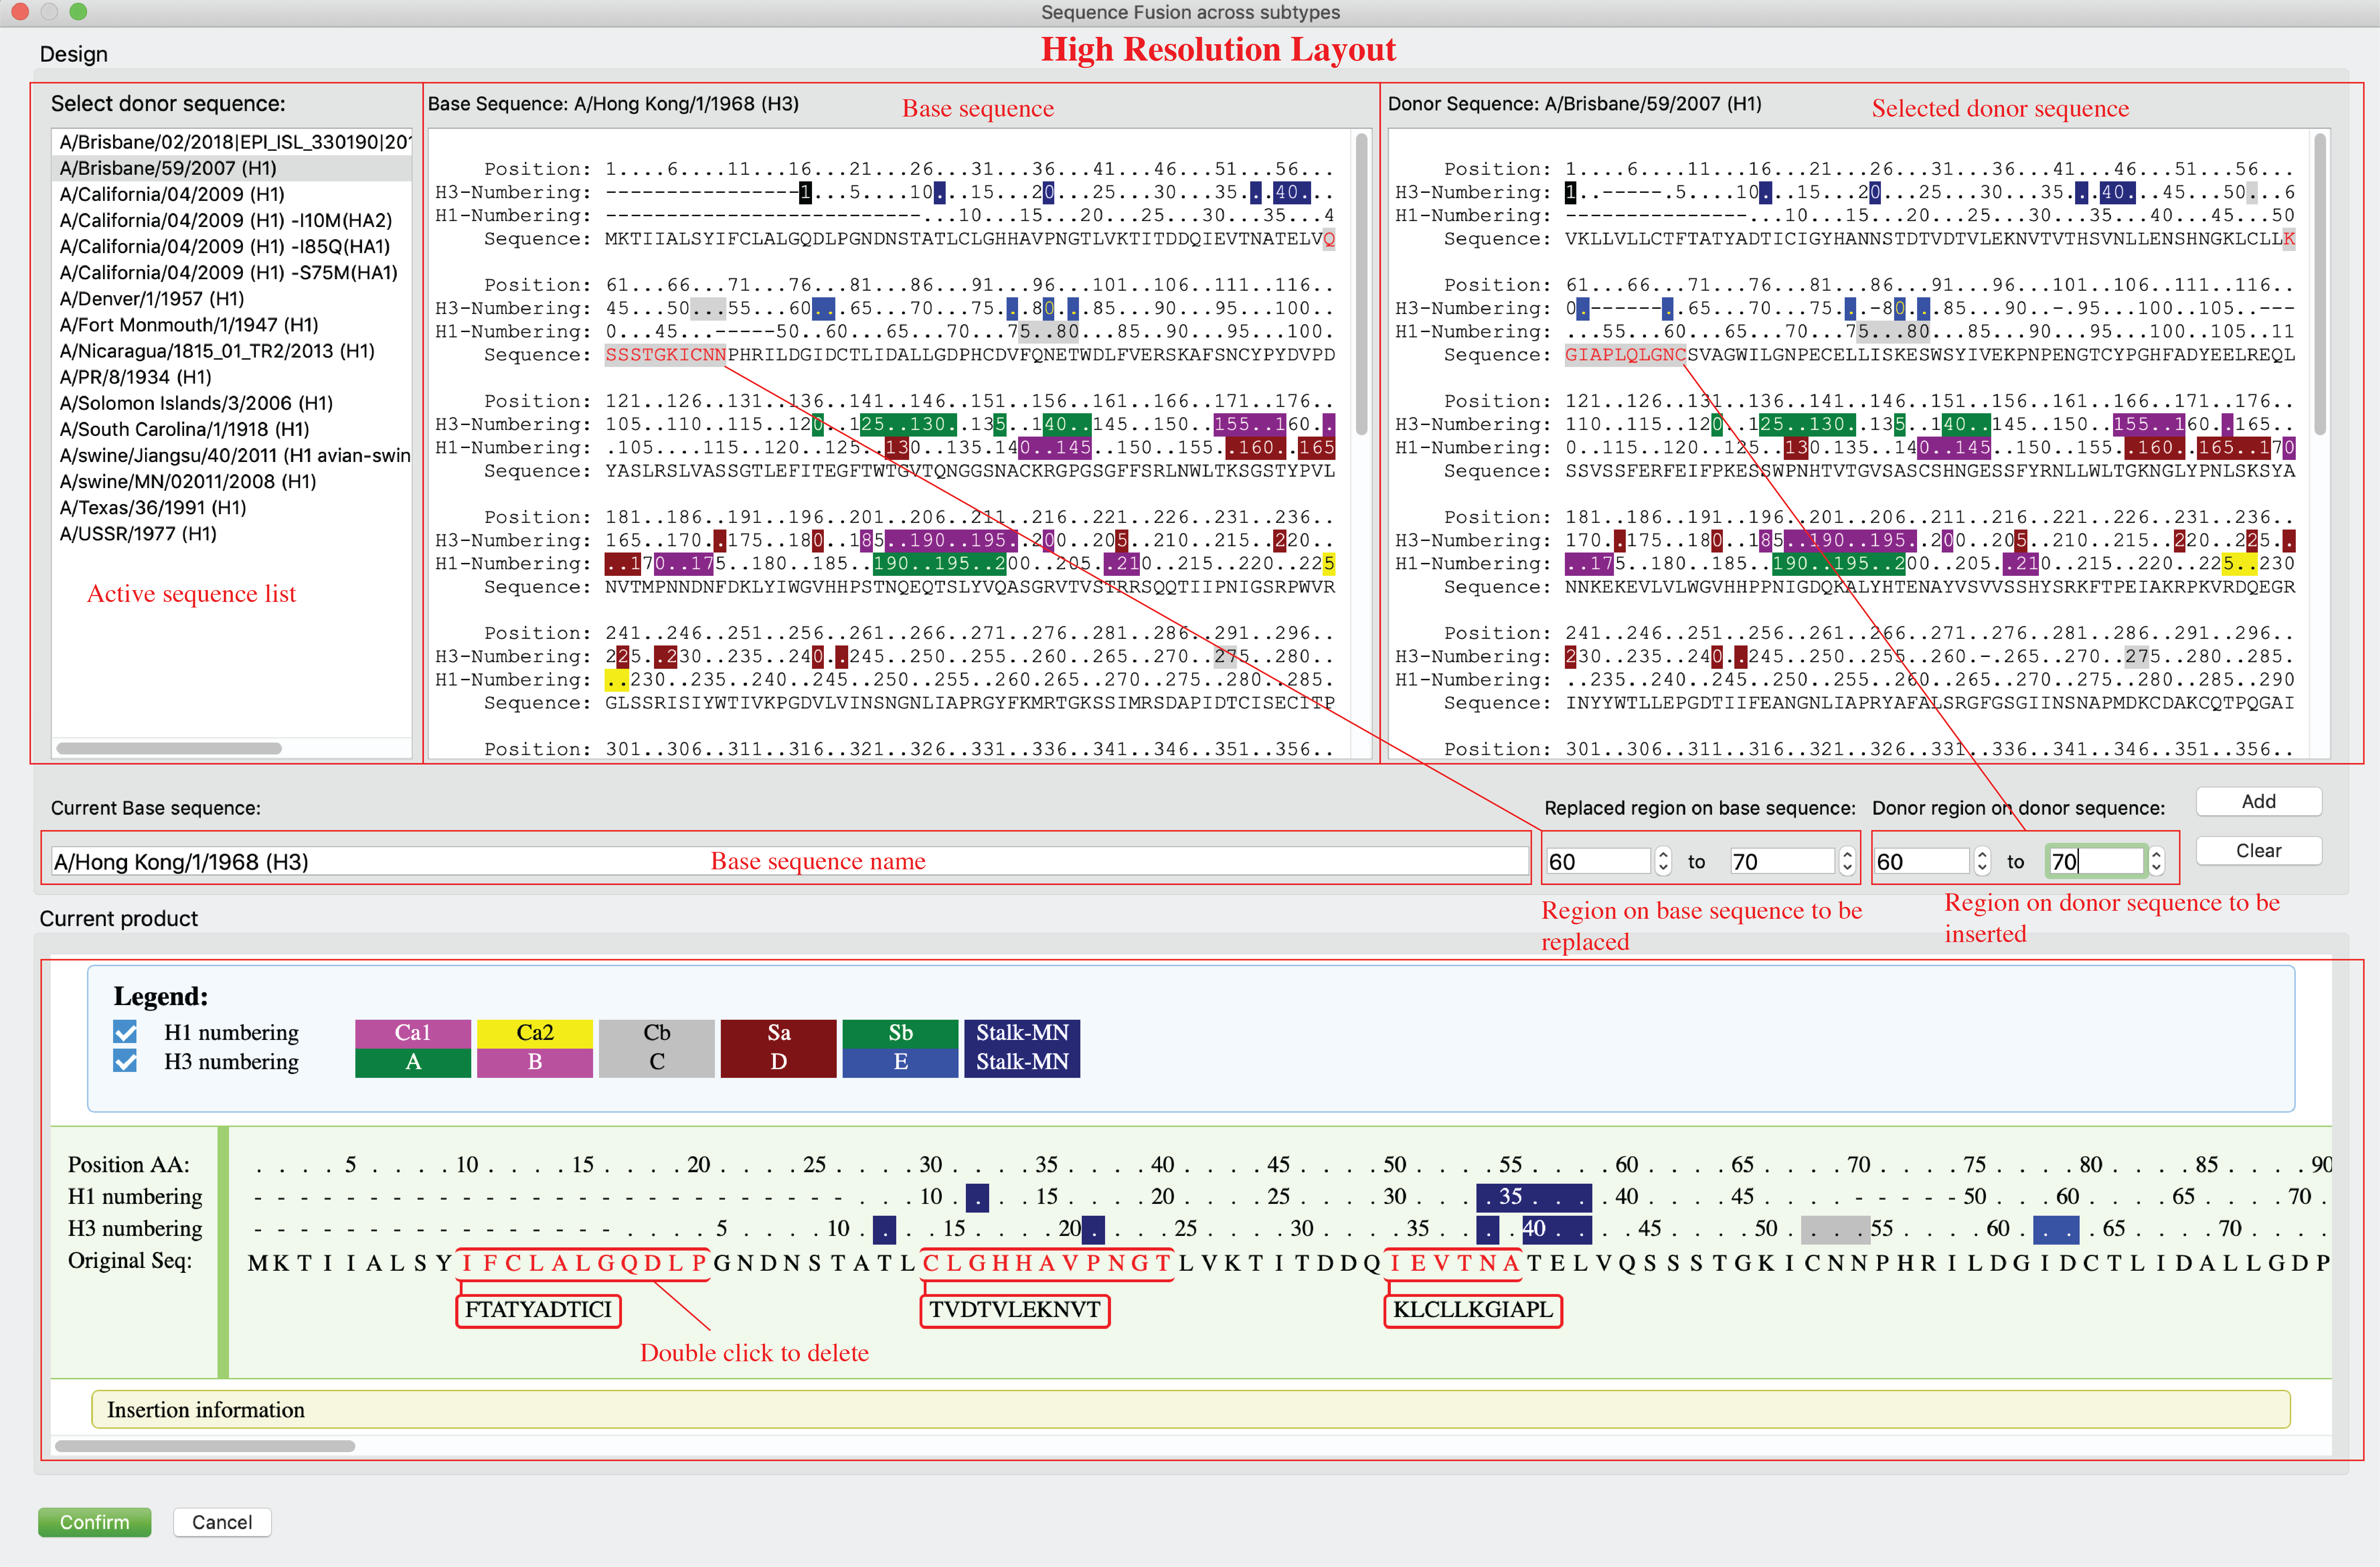 Sequence Fusion across subtypes
High Resolution Layout
Design
Select donor sequence:
A/Brisbane/02/2018|EPI_ISL_330190|201
A/Brisbane/59/2007 (H1)
A/California/04/2009 (H1)
A/California/04/2009 (H1) -I10M(HA2)
A/California/04/2009 (H1) -I85Q(HA1)
A/California/04/2009 (H1) -S75M(HA1)
A/Denver/1/1957 (H1)
A/Fort Monmouth/1/1947 (H1)
A/Nicaragua/1815_01_TR2/2013 (H1)
A/PR/8/1934 (H1)
A/Solomon Islands/3/2006 (H1)
A/South Carolina/1/1918 (H1)
A/swine/Jiangsu/40/2011 (H1 avian-swin
A/swine/MN/02011/2008 (H1)
A/Texas/36/1991 (H1)
A/USSR/1977 (H1)
Active sequence list
Base Sequence: A/Hong Kong/1/1968 (H3)
Base sequence
Position: 1....6....11...16...21...26...31...36...41...46...51...56...
H3-Numbering: ----------------1...5....10...15...20...25...30...35...40...
H1-Numbering: --------------------------...10...15...20...25...30...35...4
Sequence: MKTIIALSYIFCLALGQDLPGNDNSTATLCLGHHAVPNGTLVKTITDDQIEVTNATELVQ
Position: 61...66...71...76...81...86...91...96...101..106..111..116..
H3-Numbering: 45...50...55...60...65...70...75...80...85...90...95...100..
H1-Numbering: 0...45....-----50...60...65...70...75...80...85...90...95...100.
Sequence: SSSTGKICNNPHRILDGIDCTLIDALLGDPHCDVFQNETWDLFVERSKAFSNCYPYDVPD
Position: 121..126..131..136..141..146..151..156..161..166..171..176..
H3-Numbering: 105..110..115..120..125..130..135..140..145..150..155..160..
H1-Numbering: .105....115..120..125..130..135.140..145..150..155..160..165
Sequence: YASLRSLVASSGTLEFITEGFTWTGVTQNGGSNACKRGPGSGFFSRLNWLTKSGSTYPVL
Position: 181..186..191..196..201..206..211..216..221..226..231..236..
H3-Numbering: 165..170..175..180..185..190..195..200..205..210..215..220..
H1-Numbering: ..170..175..180..185..190..195..200..205..210..215..220..225
Sequence: NVTMPNNDNFDKLYIWGVHHPSTNQEQTSLYVQASGRVTVSTRRSQQTIIPNIGSRPWVR
Position: 241..246..251..256..261..266..271..276..281..286..291..296..
H3-Numbering: 225..230..235..240..245..250..255..260..265..270..275..280..
H1-Numbering: ..230..235..240..245..250..255..260.265..270..275..280..285.
Sequence: GLSSRISIYWTIVKPGDVLVINSNGNLIAPRGYFKMRTGKSSIMRSDAPIDTCISECITP
Position: 301..306..311..316..321..326..331..336..341..346..351..356..
Donor Sequence: A/Brisbane/59/2007 (H1)
Selected donor sequence
Position: 1....6....11...16...21...26...31...36...41...46...51...56...
H3-Numbering: 1..-----.5....10...15...20...25...30...35...40...45...50...6
H1-Numbering: ---------------...10...15...20...25...30...35...40...45...50
Sequence: VKLLVLLCTFTATYADTICIGYHANNSTDTVDTVLEKNVTVTHSVNLLENSHNGKLCLLK
Position: 61...66...71...76...81...86...91...96...101..106..111..116..
H3-Numbering: 0.------...65...70...75..-80...85...90..-.95...100..105..---
H1-Numbering: ...55...60...65...70...75...80...85...90...95...100..105..11
Sequence: GIAPLQLGNCSVAGWILGNPECELLISKESWSYIVEKPNPENGTCYPGHFADYEELREQL
Position: 121..126..131..136..141..146..151..156..161..166..171..176..
H3-Numbering: 110..115..120..125..130..135..140..145..150..155..160..165..
H1-Numbering: 0..115..120..125..130.135..140..145..150..155..160..165..170
Sequence: SSVSSFERFEIFPKESSWPNHTVTGVSASCSHNGESSFYRNLLWLTGKNGLYPNLSKSYA
Position: 181..186..191..196..201..206..211..216..221..226..231..236..
H3-Numbering: 170..175..180..185..190..195..200..205..210..215..220..225..
H1-Numbering: ..175..180..185..190..195..200..205..210..215..220..225..230
Sequence: NNKEKEVLVLWGVHHPPNIGDQKALYHTENAYVSVVSSHYSRKFTPEIAKRPKVRDQEGR
Position: 241..246..251..256..261..266..271..276..281..286..291..296..
H3-Numbering: 230..235..240..245..250..255..260.-.265..270..275..280..285.
H1-Numbering: ..235..240..245..250..255..260..265..270..275..280..285..290
Sequence: INYYWTLLEPGDTIIFEANGNLIAPRYAFALSRGFGSGIINSNAPMDKCDAKCQTPQGAI
Position: 301..306..311..316..321..326..331..336..341..346..351..356..
Current Base sequence:
A/Hong Kong/1/1968 (H3)
Base sequence name
Replaced region on base sequence:
60 to 70
Donor region on donor sequence:
60 to 70
Add
Clear
Region on base sequence to be
replaced
Region on donor sequence to be
inserted
Current product
Legend:
H1 numbering Ca1 Ca2 Cb Sa Sb Stalk-MN
H3 numbering A B C D E Stalk-MN
Position AA: . . . . 5 . . . . 10 . . . . 15 . . . . 20 . . . . 25 . . . . 30 . . . . 35 . . . . 40 . . . . 45 . . . . 50 . . . . 55 . . . . 60 . . . . 65 . . . . 70 . . . . 75 . . . . 80 . . . . 85 . . . . 90
H1 numbering - - - - - - - - - - - - - - - - - - - - - - - - - - . . . 10 . . . . 15 . . . . 20 . . . . 25 . . . . 30 . . . . 35 . . . . 40 . . . . 45 . . . . - - - - - 50 . . . 60 . . . . 65 . . . . 70 .
H3 numbering - - - - - - - - - - - - - - - - . . . . 5 . . . . 10 . . . . 15 . . . . 20 . . . . 25 . . . . 30 . . . . 35 . . . . 40 . . . . 45 . . . . 50 . . . . 55 . . . . 60 . . . . 65 . . . . 70 . . . .
Original Seq: MKTIIALSYIFCLALGQDLPGNDNSTATLCLGHHAVPNGTLVKTITDDQIEVTNATELVQSSSTGKICNNPHRILDGIDCTLIDALLGDP
FTATYADTICI TVDTVLEKNVT KLCLLKGIAPL
Double click to delete
Insertion information
Confirm
Cancel